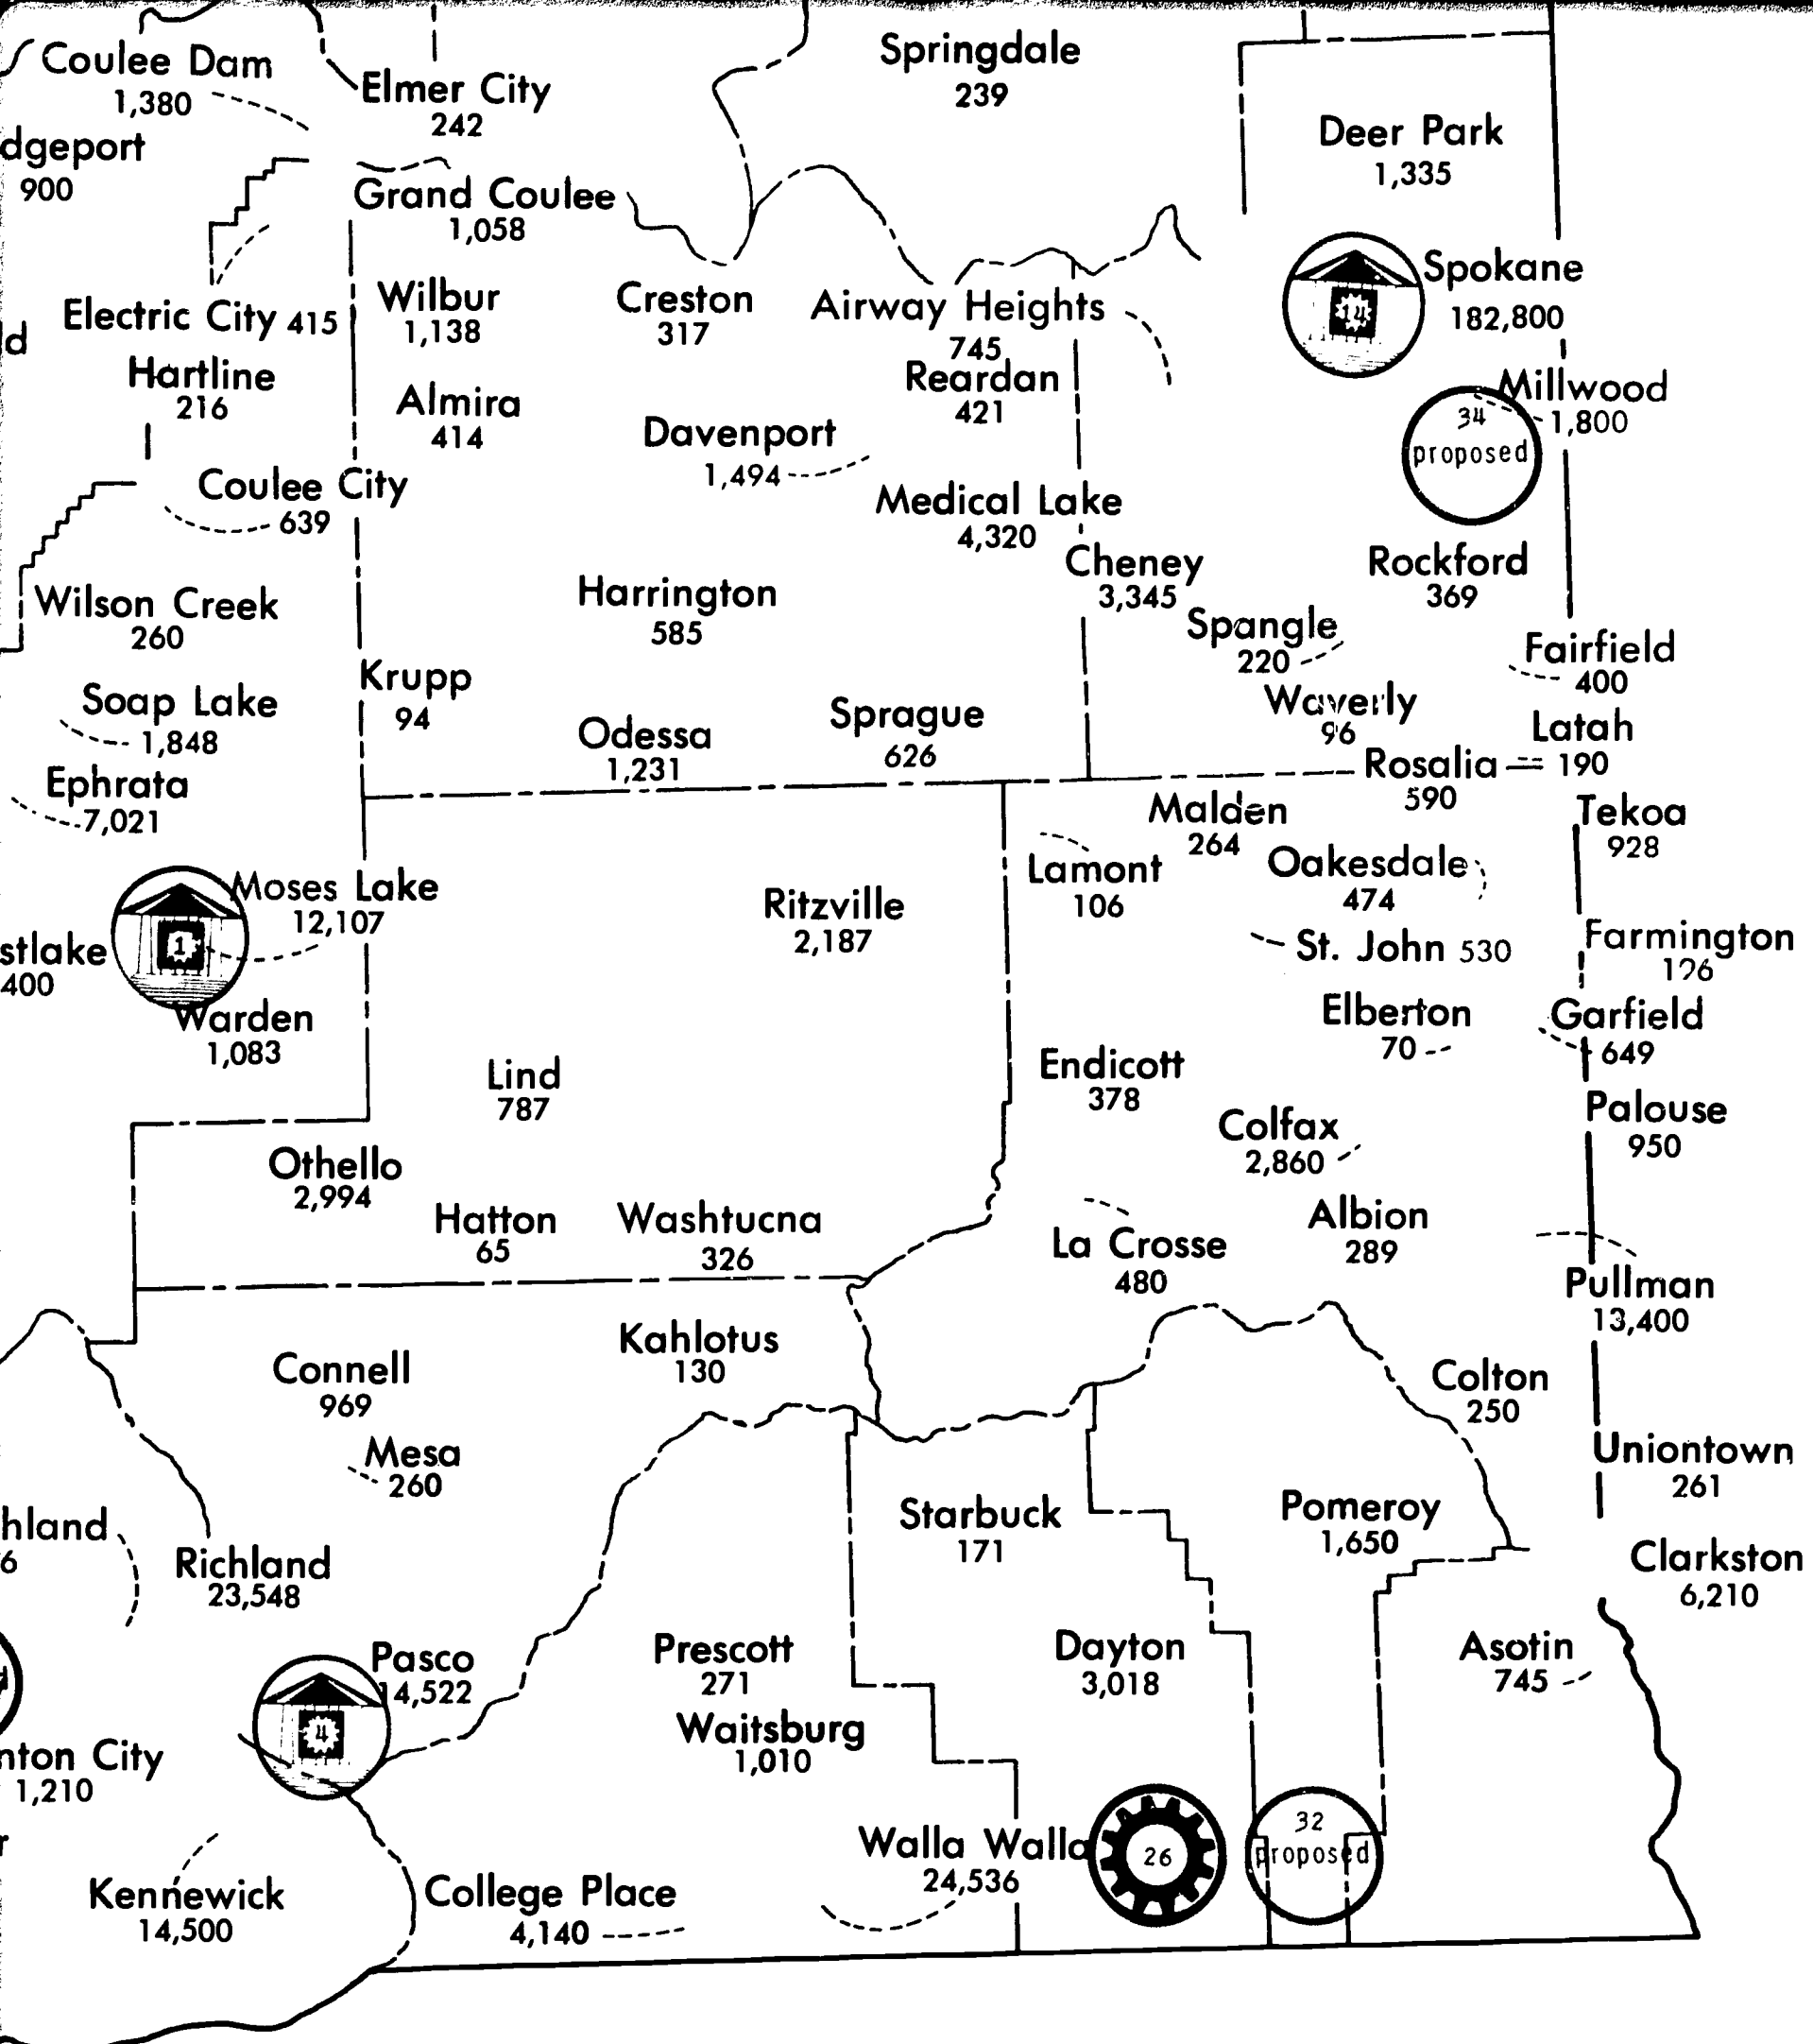 Coulee Dam
1,380
Elmer City
242
Springdale
239
Deer Park
1,335
dgeport
900
Grand Coulee
1,058
Spokane
182,800
14
Electric City 415
Wilbur
1,138
Creston
317
Airway Heights
745
d
Hartline
216
Almira
414
Reardan
421
Millwood
1,800
34
proposed
Davenport
1,494
Coulee City
639
Medical Lake
4,320
Cheney
3,345
Rockford
369
Wilson Creek
260
Harrington
585
Spangle
220
Fairfield
400
Krupp
94
Soap Lake
1,848
Waverly
96
Odessa
1,231
Sprague
626
Latah
190
Rosalia
590
Ephrata
7,021
Malden
264
Tekoa
928
Lamont
106
Oakesdale
474
Moses Lake
12,107
1
Ritzville
2,187
stlake
400
St. John 530
Farmington
Warden
1,083
Elberton
70
Garfield
649
Lind
787
Endicott
378
Colfax
2,860
Palouse
950
Othello
2,994
Hatton
65
Washtucna
326
La Crosse
480
Albion
289
Pullman
13,400
Kahlotus
130
Connell
969
Colton
250
Mesa
260
Uniontown
261
Starbuck
171
Pomeroy
1,650
hland
6
Richland
23,548
Clarkston
6,210
Pasco
14,522
4
Prescott
271
Dayton
3,018
Asotin
745
Waitsburg
1,010
nton City
1,210
r
Walla Walla
24,536
26
32
proposed
Kennewick
14,500
College Place
4,140